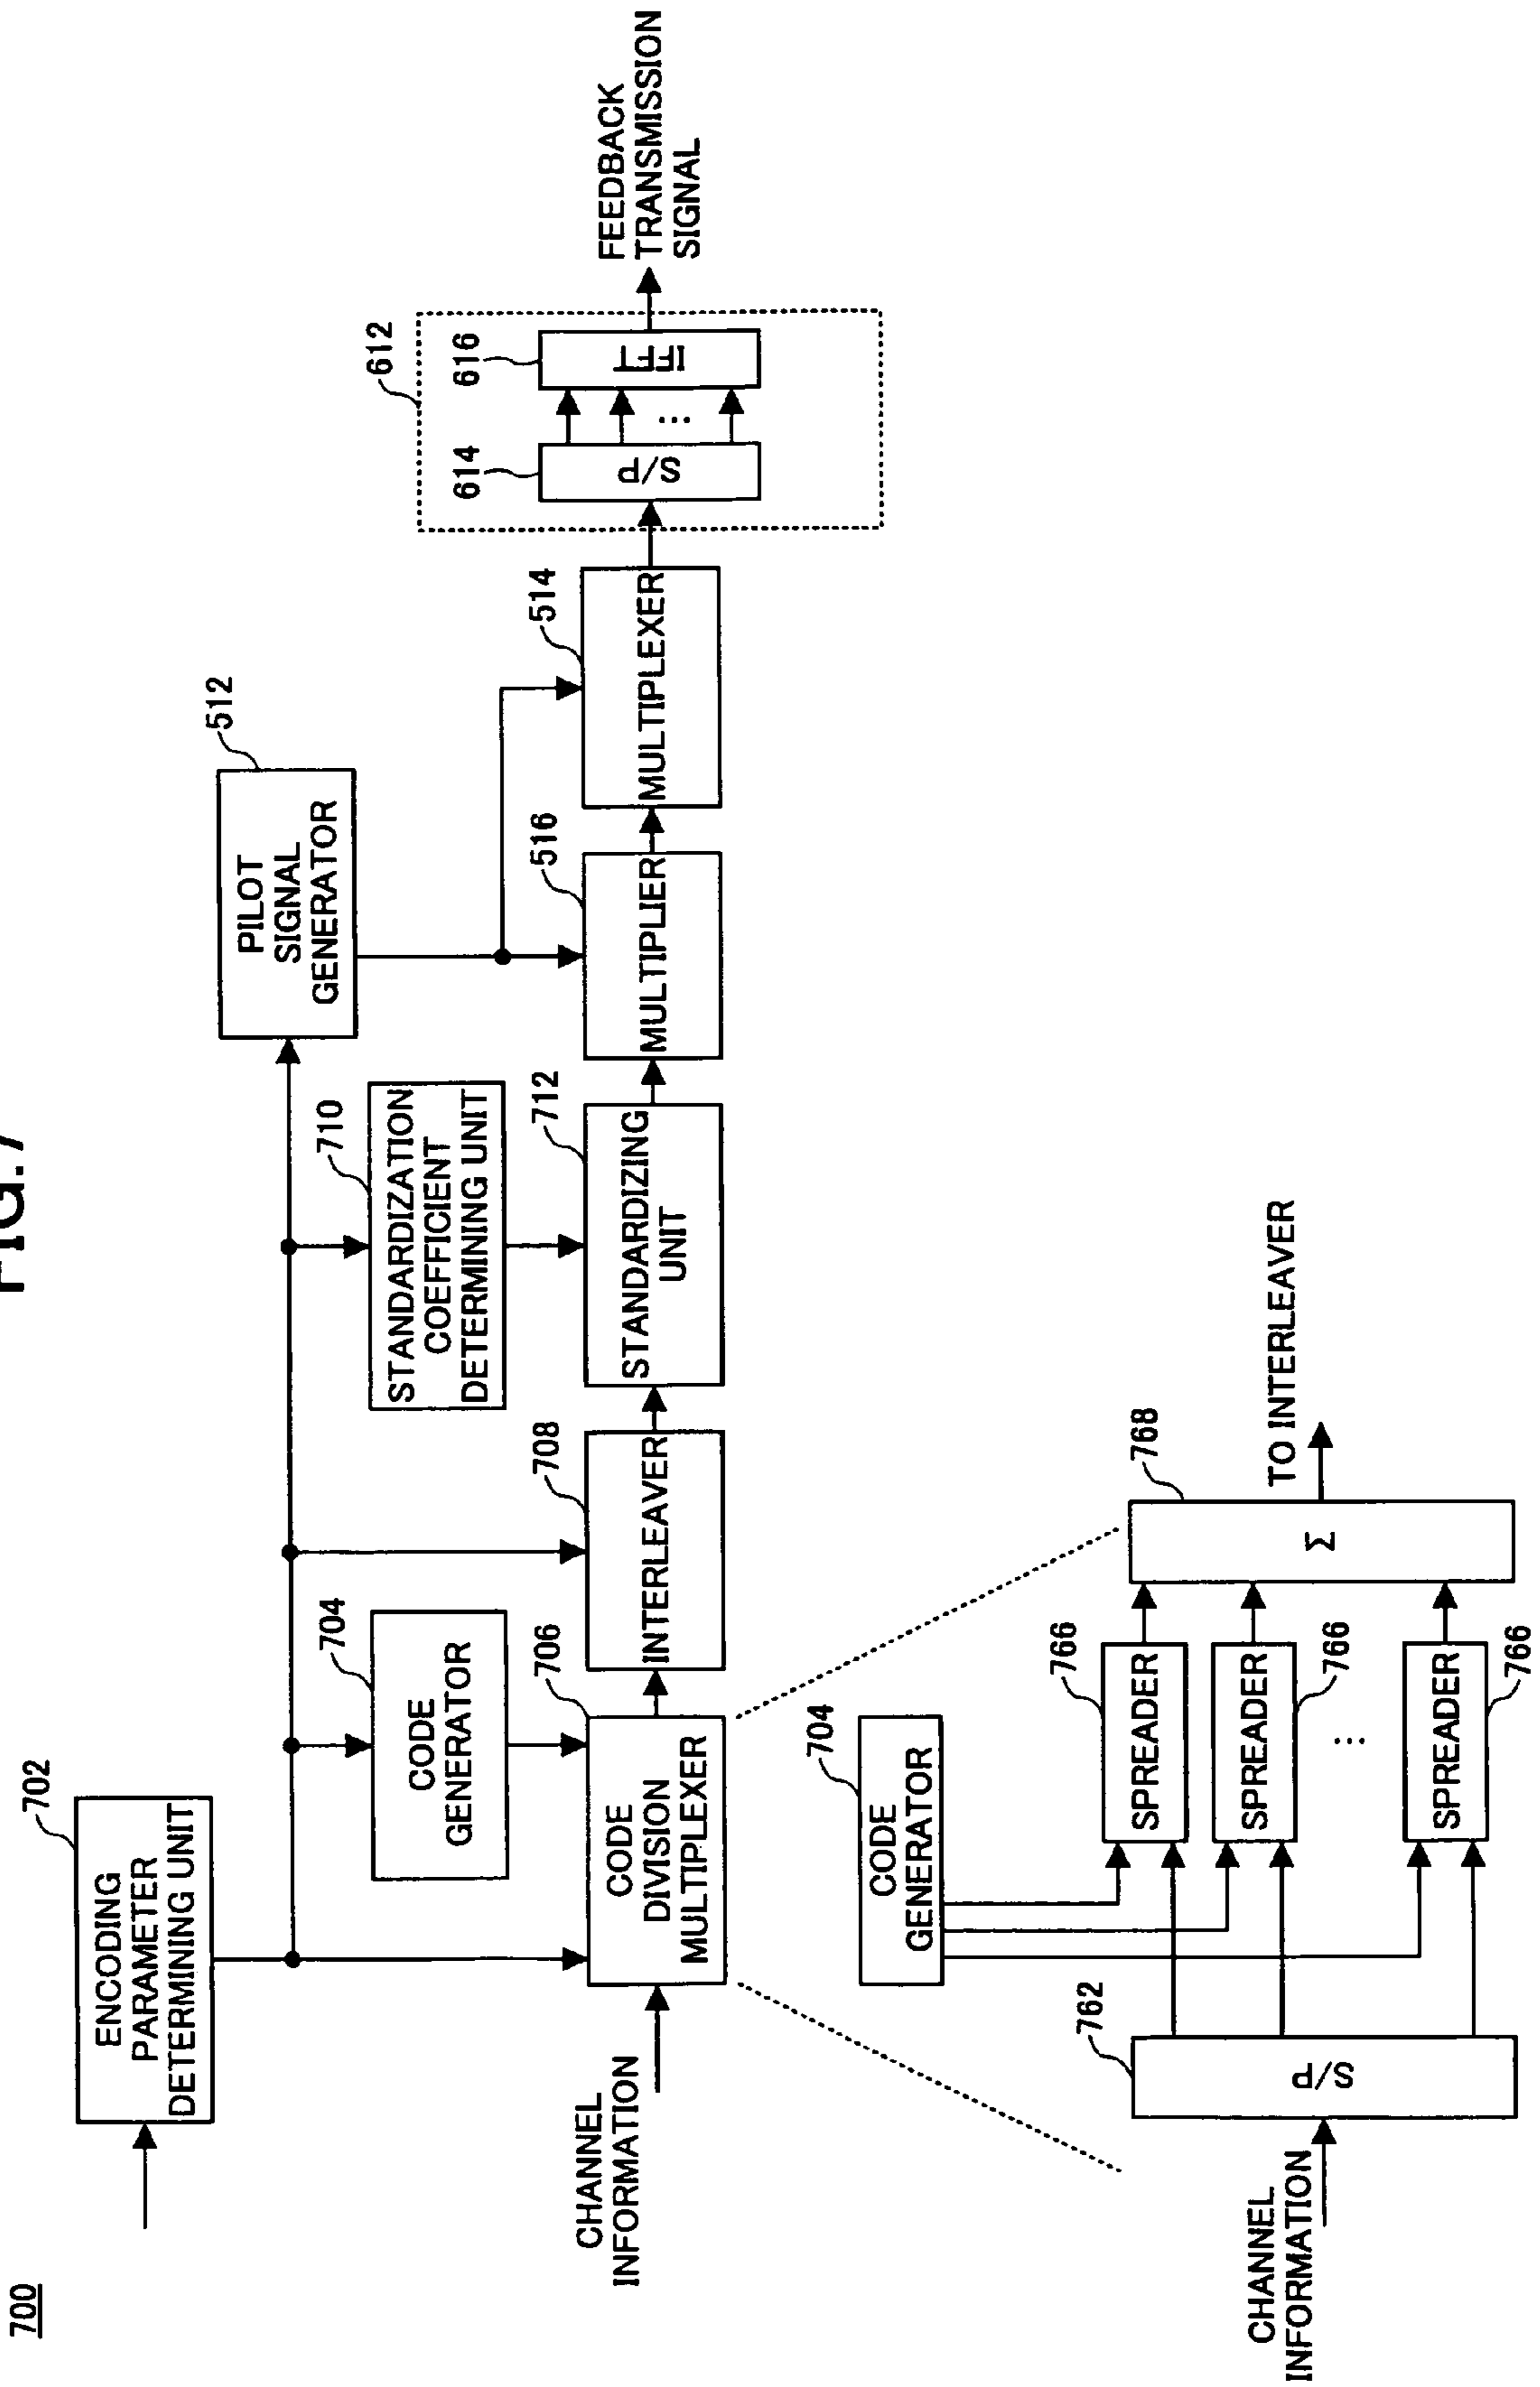 FIG.7
700
702
ENCODING
PARAMETER
DETERMINING UNIT
512
PILOT
SIGNAL
GENERATOR
704
CODE
GENERATOR
710
STANDARDIZATION
COEFFICIENT
DETERMINING UNIT
CHANNEL
INFORMATION
706
CODE
DIVISION
MULTIPLEXER
708
INTERLEAVER
712
STANDARDIZING
UNIT
516
MULTIPLIER
514
MULTIPLEXER
612
614
S/P
...
616
IFFT
FEEDBACK
TRANSMISSION
SIGNAL
CHANNEL
INFORMATION
762
S/P
704
CODE
GENERATOR
766
SPREADER
SPREADER
766
...
SPREADER
766
768
Σ
TO INTERLEAVER